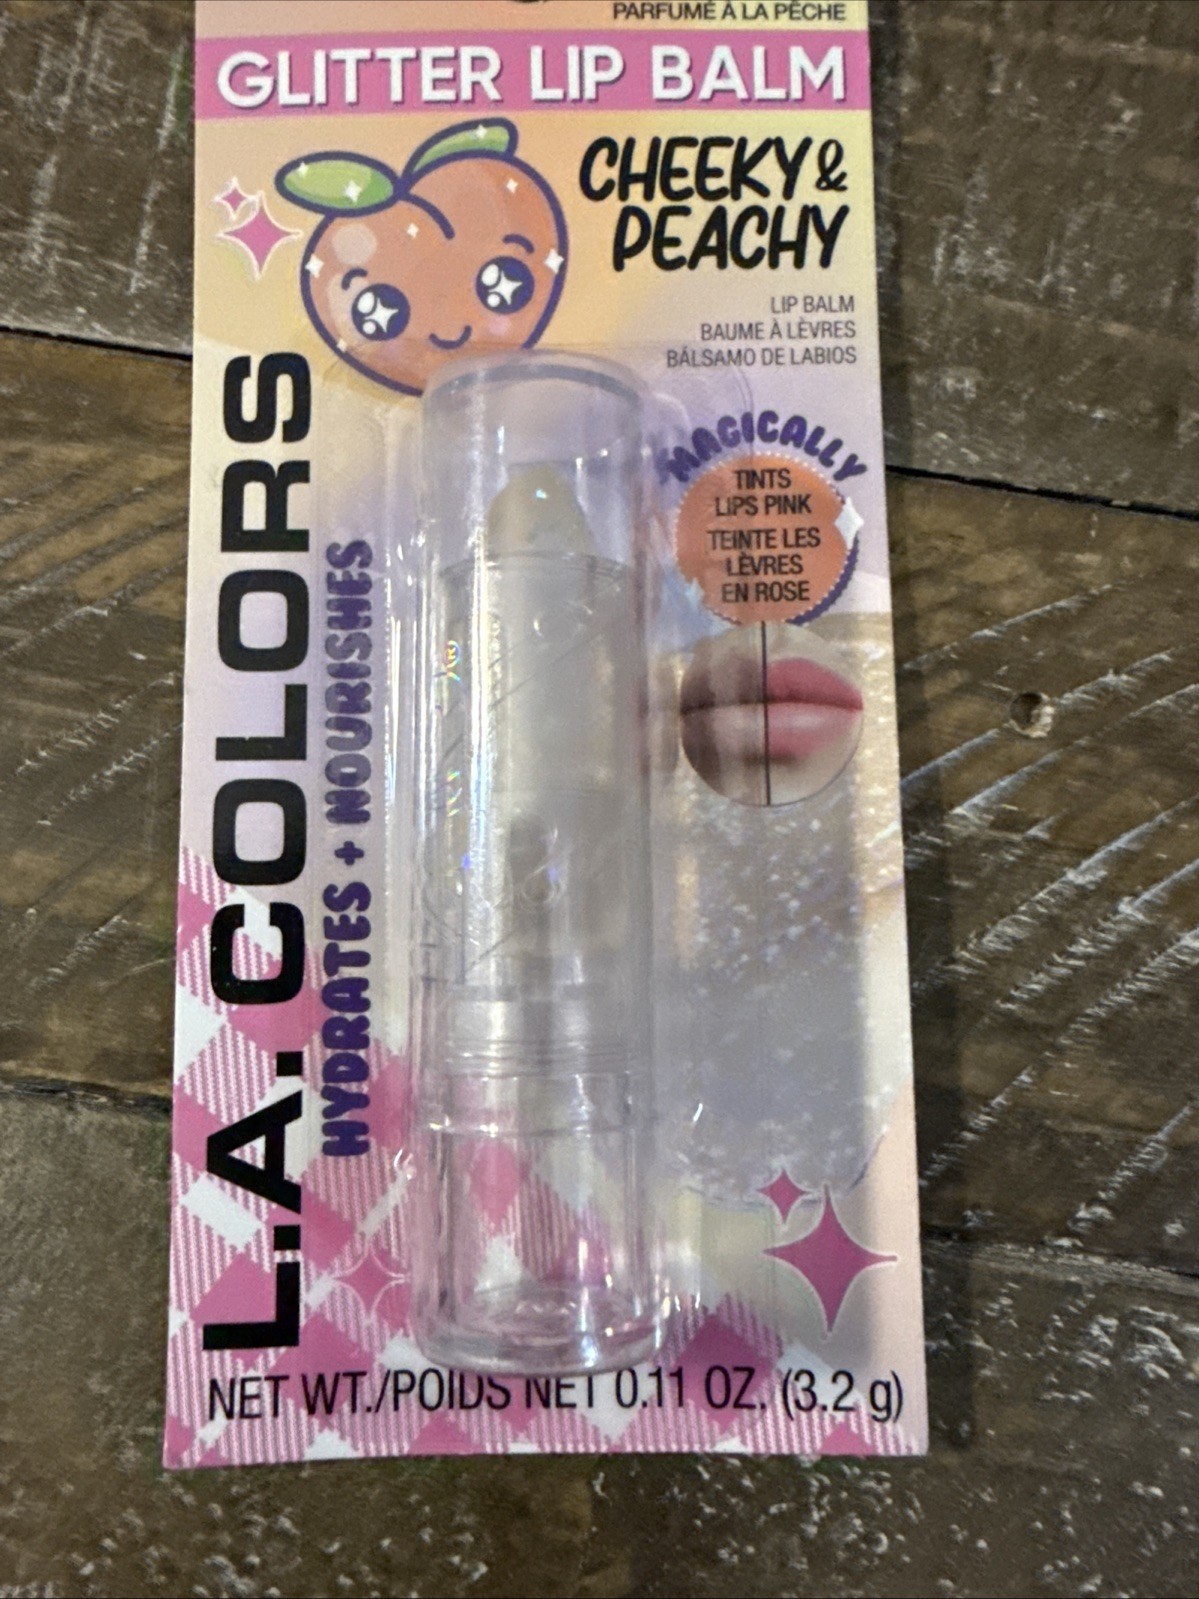 PARFUMÉ À LA PÊCHE
GLITTER LIP BALM
CHEEKY &
PEACHY
LIP BALM
BAUME À LÈVRES
BÁLSAMO DE LABIOS
MAGICALLY
TINTS
LIPS PINK
TEINTE LES
LÈVRES
EN ROSE
L.A. COLORS
®
HYDRATES + NOURISHES
NET WT./POIDS NET 0.11 OZ. (3.2 g)